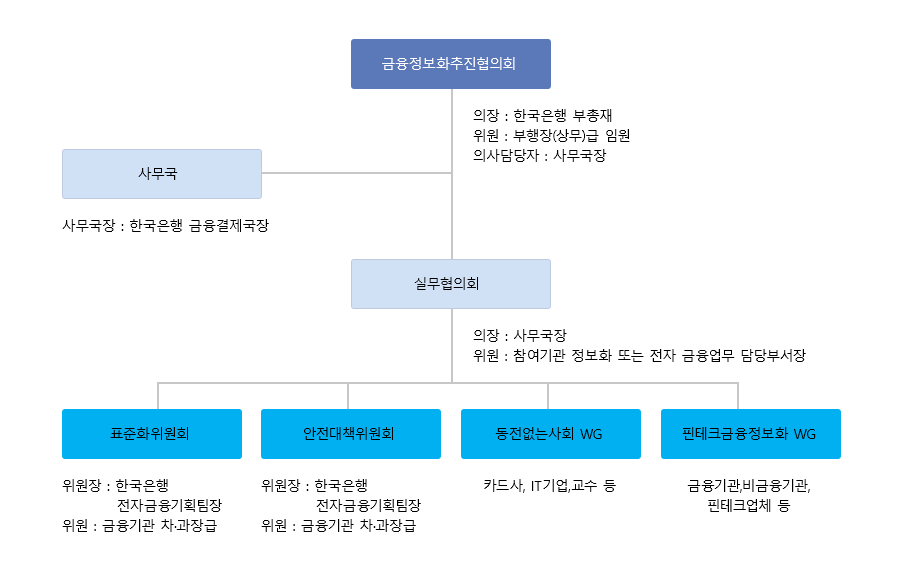 금융정보화추진협의회
의장 : 한국은행 부총재
위원 : 부행장(상무)급 임원
의사담당자 : 사무국장
사무국
사무국장 : 한국은행 금융결제국장
실무협의회
의장 : 사무국장
위원 : 참여기관 정보화 또는 전자 금융업무 담당부서장
표준화위원회
위원장 : 한국은행
전자금융기획팀장
위원 : 금융기관 차·과장급
안전대책위원회
위원장 : 한국은행
전자금융기획팀장
위원 : 금융기관 차·과장급
동전없는사회 WG
카드사, IT기업,교수 등
핀테크금융정보화 WG
금융기관,비금융기관,
핀테크업체 등